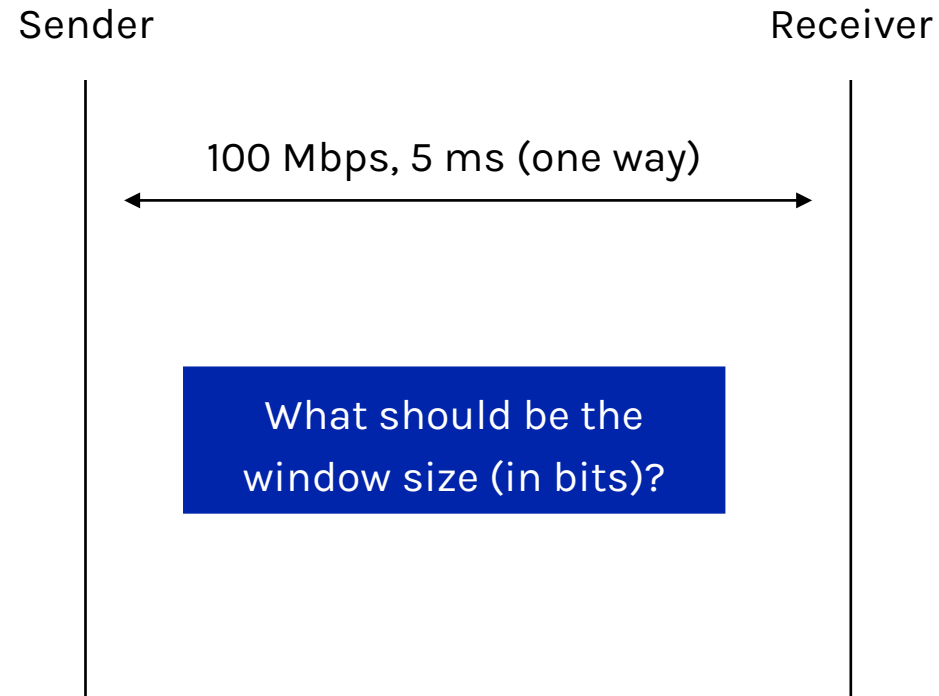 Sender
Receiver
100 Mbps, 5 ms (one way)
What should be the
window size (in bits)?